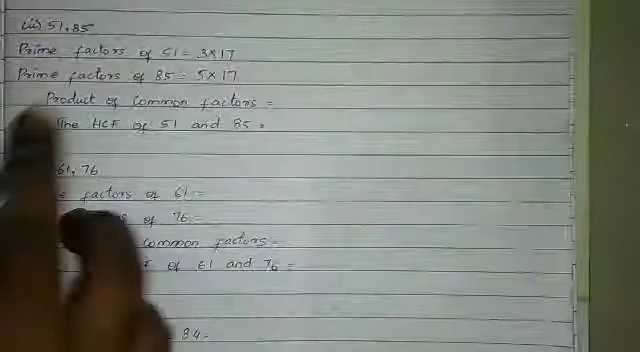 (ii) 51,85
Prime factors of 51 = 3×17
Prime factors of 85 = 5×17
Product of common factors =
The HCF of 51 and 85 =
61, 76
factors of 61 =
of 76 =
common factors =
of 61 and 76 =
84 =